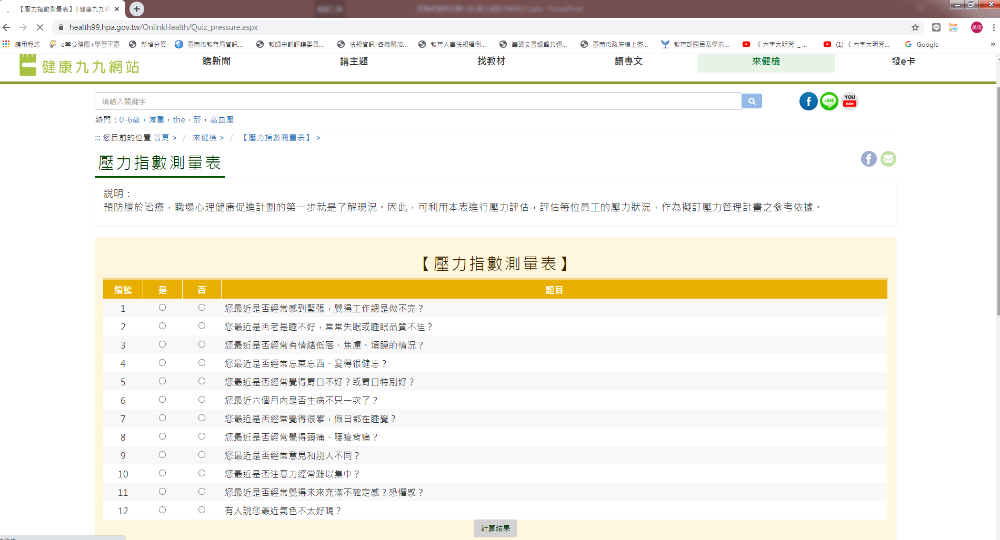 【壓力指數測量表】 | 健康九九網
health99.hpa.gov.tw/OnlinkHealth/Quiz_pressure.aspx
美瑢
應用程式 e等公務園+學習平臺 新增分頁 臺南市教育局資訊... 教師申訴評議委員... 法規資訊-各機關加... 教育人事法規釋例... 筆硯文書編輯共通... 臺南市政府線上簽... 教育部國民及學前... 《 六字大明咒 _ ... (1) 《 六字大明咒... Google »
健康九九網站 瞧新聞 講主題 找教材 讀專文 來健檢 發e卡
請輸入關鍵字
LINE YOU tube
熱門：0-6歲，減重，the，菸，高血壓
::: 您目前的位置 首頁 > / 來健檢 > / 【壓力指數測量表】 >
壓力指數測量表
說明：
預防勝於治療，職場心理健康促進計劃的第一步就是了解現況。因此，可利用本表進行壓力評估，評估每位員工的壓力狀況，作為擬訂壓力管理計畫之參考依據。
【壓力指數測量表】
編號 是 否 題目
1 您最近是否經常感到緊張，覺得工作總是做不完？
2 您最近是否老是睡不好，常常失眠或睡眠品質不佳？
3 您最近是否經常有情緒低落、焦慮、煩躁的情況？
4 您最近是否經常忘東忘西、變得很健忘？
5 您最近是否經常覺得胃口不好？或胃口特別好？
6 您最近六個月內是否生病不只一次了？
7 您最近是否經常覺得很累，假日都在睡覺？
8 您最近是否經常覺得頭痛、腰痠背痛？
9 您最近是否經常意見和別人不同？
10 您最近是否注意力經常難以集中？
11 您最近是否經常覺得未來充滿不確定感？恐懼感？
12 有人說您最近氣色不太好嗎？
計算結果